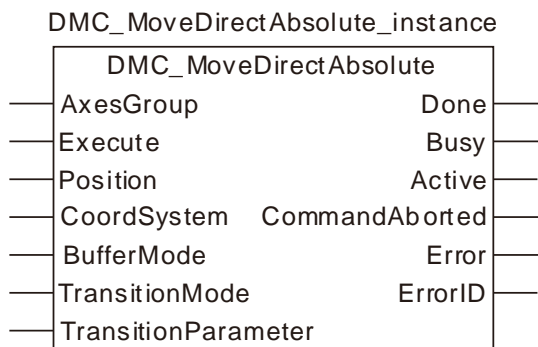 DMC_MoveDirectAbsolute_instance
DMC_MoveDirectAbsolute
AxesGroup Done
Execute Busy
Position Active
CoordSystem CommandAborted
BufferMode Error
TransitionMode ErrorID
TransitionParameter